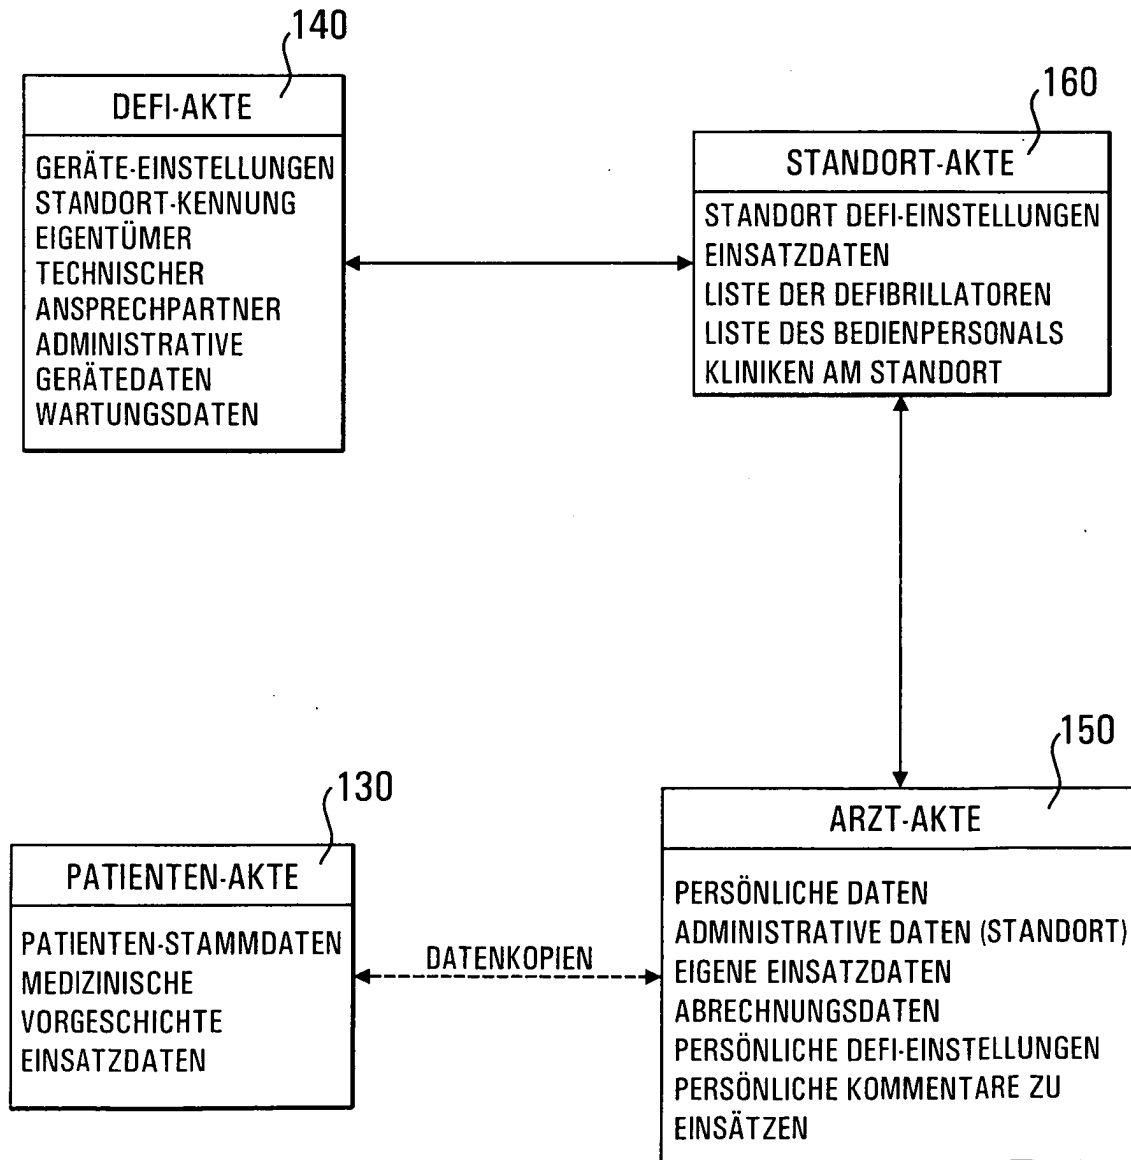 140
DEFI-AKTE
GERÄTE-EINSTELLUNGEN
STANDORT-KENNUNG
EIGENTÜMER
TECHNISCHER
ANSPRECHPARTNER
ADMINISTRATIVE
GERÄTEDATEN
WARTUNGSDATEN
160
STANDORT-AKTE
STANDORT DEFI-EINSTELLUNGEN
EINSATZDATEN
LISTE DER DEFIBRILLATOREN
LISTE DES BEDIENPERSONALS
KLINIKEN AM STANDORT
130
PATIENTEN-AKTE
PATIENTEN-STAMMDATEN
MEDIZINISCHE
VORGESCHICHTE
EINSATZDATEN
DATENKOPIEN
150
ARZT-AKTE
PERSÖNLICHE DATEN
ADMINISTRATIVE DATEN (STANDORT)
EIGENE EINSATZDATEN
ABRECHNUNGSDATEN
PERSÖNLICHE DEFI-EINSTELLUNGEN
PERSÖNLICHE KOMMENTARE ZU
EINSÄTZEN